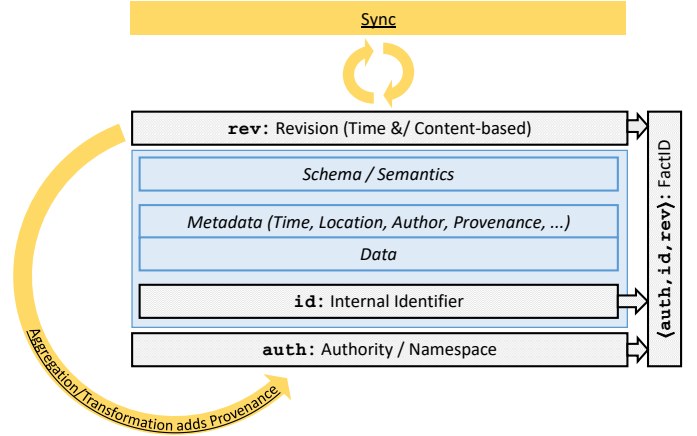 Sync
rev: Revision (Time &/ Content-based)
Schema / Semantics
Metadata (Time, Location, Author, Provenance, ...)
Data
id: Internal Identifier
auth: Authority / Namespace
⟨auth,id,rev⟩: FactID
Aggregation/Transformation adds Provenance